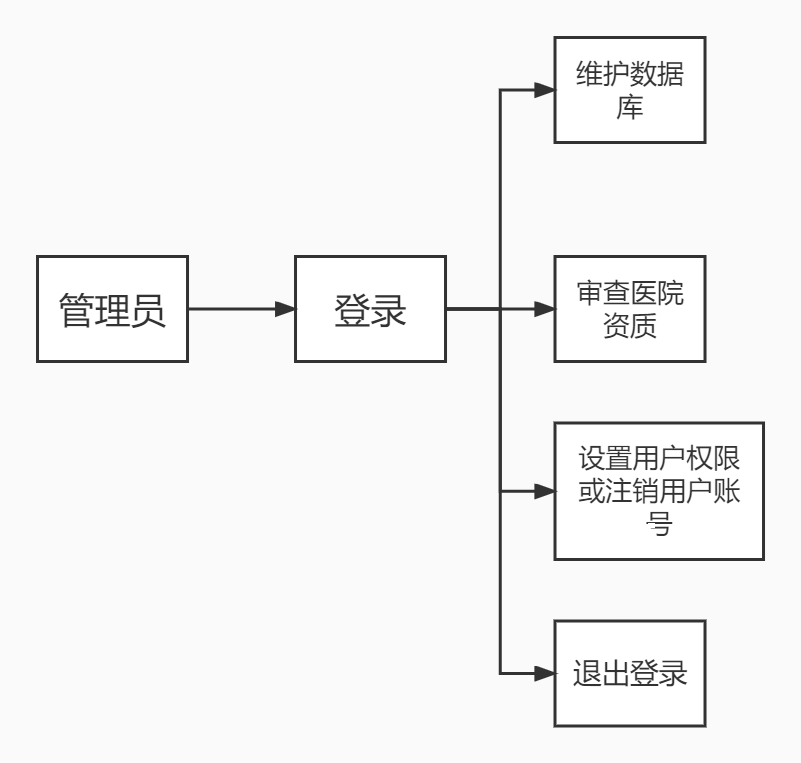 维护数据
库
管理员
登录
审查医院
资质
设置用户权限
或注销用户账
号
退出登录